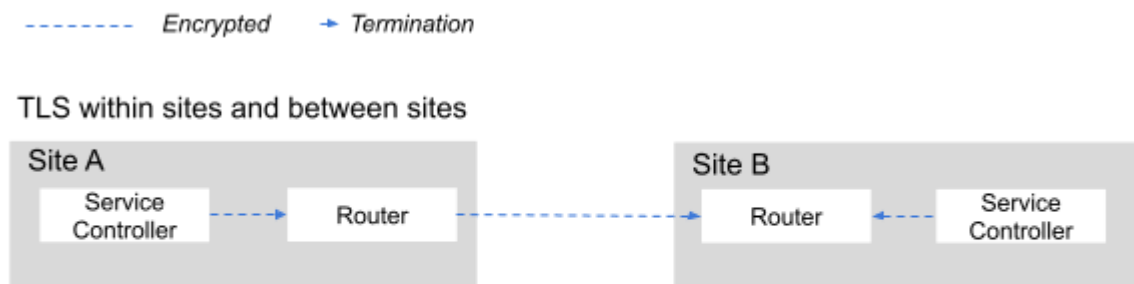 Encrypted
Termination
TLS within sites and between sites
Site A
Service
Controller
Router
Site B
Router
Service
Controller